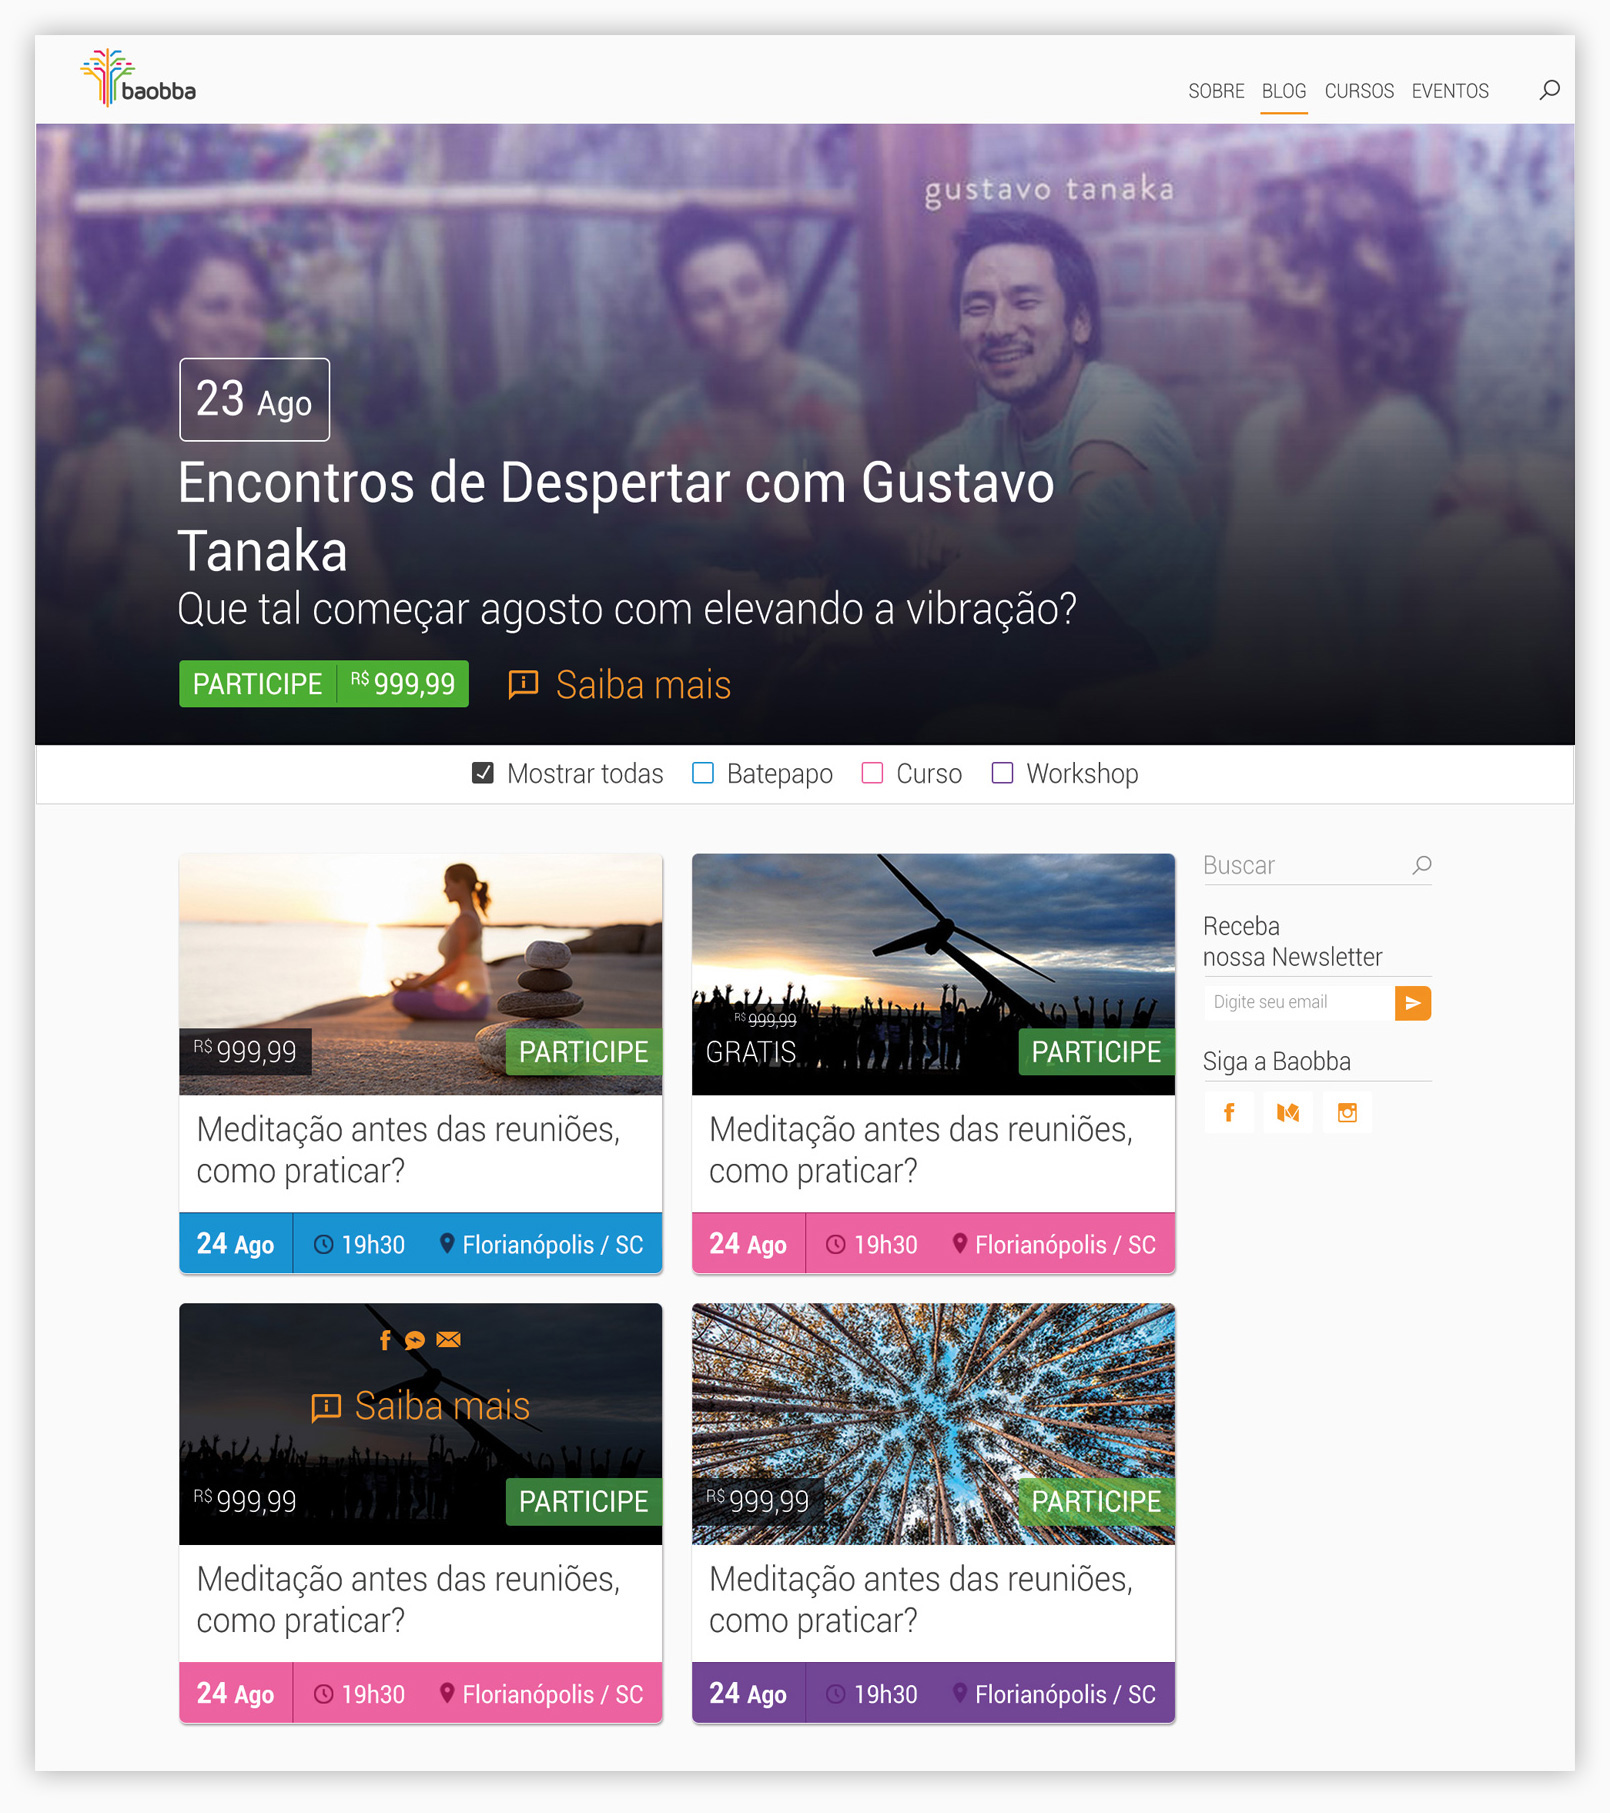 baobba
SOBRE BLOG CURSOS EVENTOS
gustavo tanaka
23 Ago
Encontros de Despertar com Gustavo
Tanaka
Que tal começar agosto com elevando a vibração?
PARTICIPE R$ 999,99 Saiba mais
Mostrar todas Batepapo Curso Workshop
R$ 999,99 PARTICIPE
Meditação antes das reuniões,
como praticar?
24 Ago 19h30 Florianópolis / SC
R$ 999,99
GRATIS PARTICIPE
Meditação antes das reuniões,
como praticar?
24 Ago 19h30 Florianópolis / SC
Buscar
Receba
nossa Newsletter
Digite seu email
Siga a Baobba
Saiba mais
R$ 999,99 PARTICIPE
Meditação antes das reuniões,
como praticar?
24 Ago 19h30 Florianópolis / SC
R$ 999,99 PARTICIPE
Meditação antes das reuniões,
como praticar?
24 Ago 19h30 Florianópolis / SC